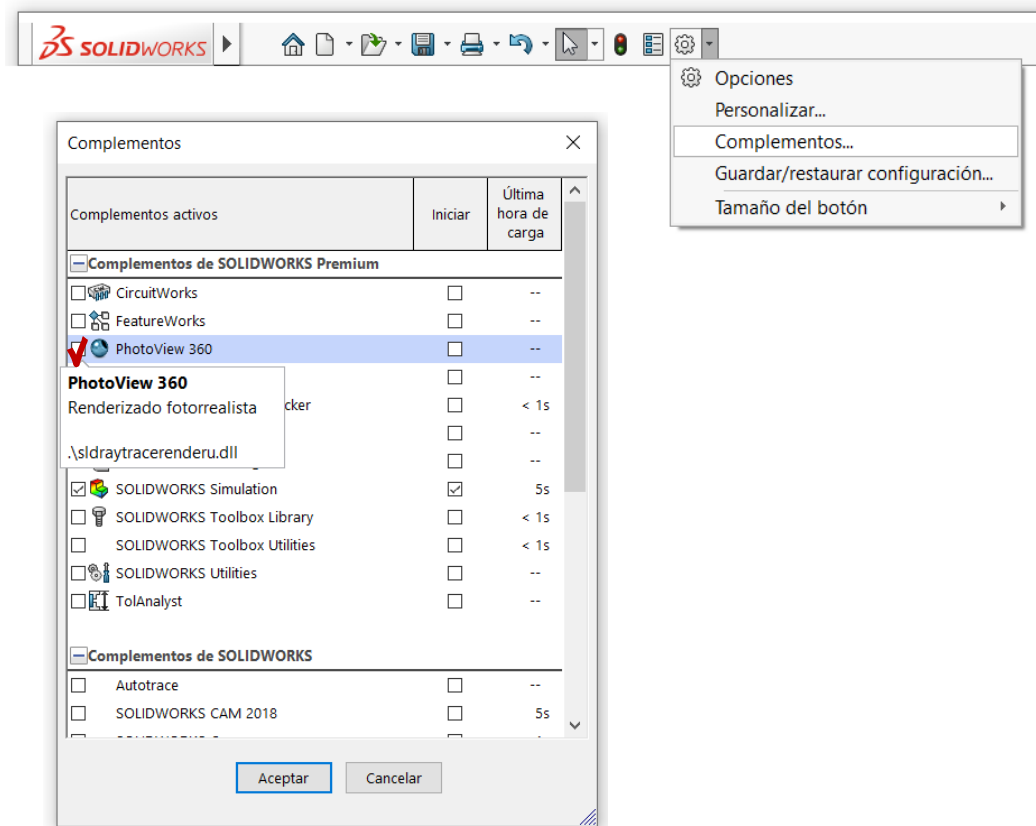 SOLIDWORKS
Opciones
Personalizar...
Complementos...
Guardar/restaurar configuración...
Tamaño del botón
Complementos
Complementos activos
Iniciar
Última
hora de
carga
Complementos de SOLIDWORKS Premium
CircuitWorks --
FeatureWorks --
PhotoView 360 --
--
PhotoView 360
Renderizado fotorrealista
.\sldraytracerenderu.dll
cker < 1s
--
--
SOLIDWORKS Simulation 5s
SOLIDWORKS Toolbox Library < 1s
SOLIDWORKS Toolbox Utilities < 1s
SOLIDWORKS Utilities --
TolAnalyst --
Complementos de SOLIDWORKS
Autotrace --
SOLIDWORKS CAM 2018 5s
Aceptar
Cancelar